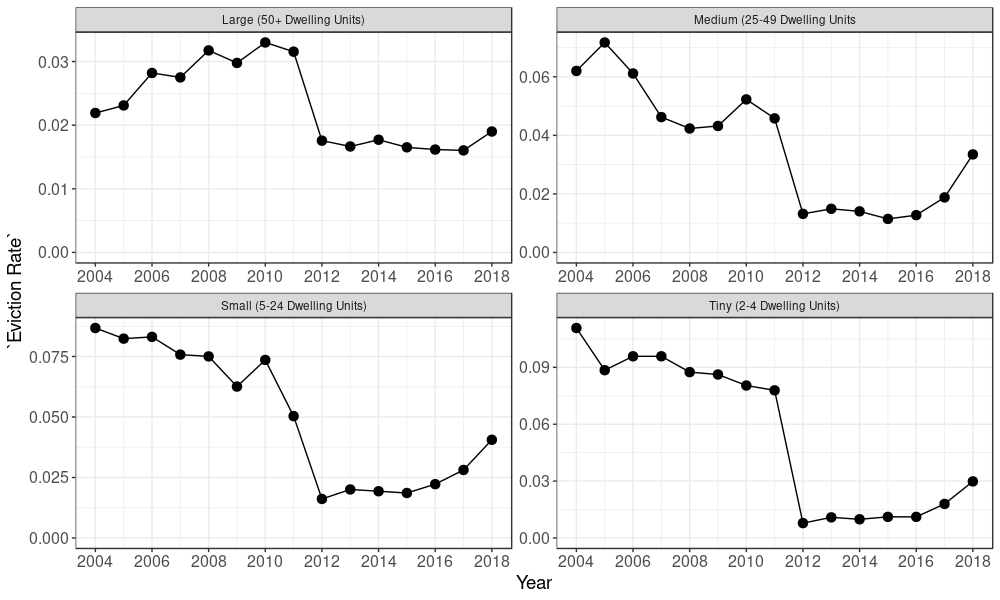 Large (50+ Dwelling Units)
0.03
0.02
0.01
0.00
2004 2006 2008 2010 2012 2014 2016 2018
Medium (25-49 Dwelling Units
0.06
0.04
0.02
0.00
2004 2006 2008 2010 2012 2014 2016 2018
Small (5-24 Dwelling Units)
0.075
0.050
0.025
0.000
2004 2006 2008 2010 2012 2014 2016 2018
Tiny (2-4 Dwelling Units)
0.09
0.06
0.03
0.00
2004 2006 2008 2010 2012 2014 2016 2018
`Eviction Rate`
Year